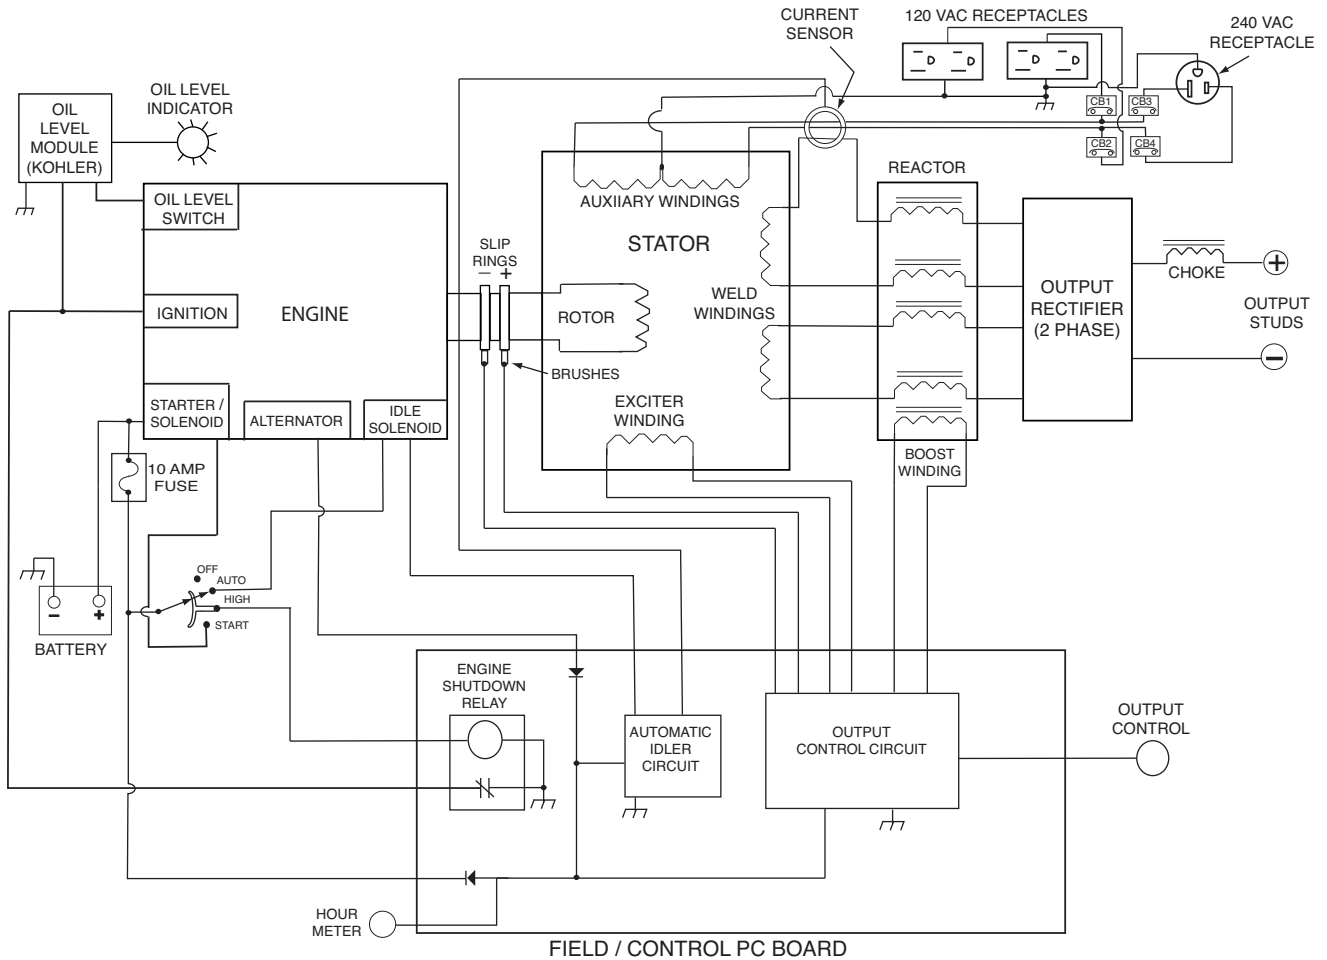 CURRENT
SENSOR
120 VAC RECEPTACLES
240 VAC
RECEPTACLE
OIL LEVEL
INDICATOR
OIL
LEVEL
MODULE
(KOHLER)
CB1
CB3
CB2
CB4
OIL LEVEL
SWITCH
AUXIIARY WINDINGS
REACTOR
STATOR
SLIP
RINGS
– +
WELD
WINDINGS
CHOKE
+
OUTPUT
RECTIFIER
(2 PHASE)
OUTPUT
STUDS
–
IGNITION
ENGINE
ROTOR
BRUSHES
STARTER /
SOLENOID
ALTERNATOR
IDLE
SOLENOID
EXCITER
WINDING
BOOST
WINDING
10 AMP
FUSE
OFF
AUTO
HIGH
START
– +
BATTERY
ENGINE
SHUTDOWN
RELAY
AUTOMATIC
IDLER
CIRCUIT
OUTPUT
CONTROL CIRCUIT
OUTPUT
CONTROL
HOUR
METER
FIELD / CONTROL PC BOARD